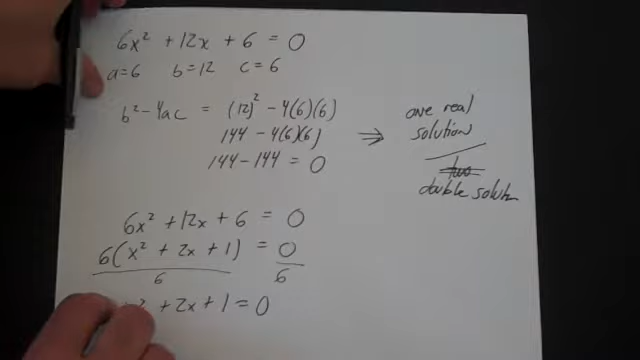 6x² + 12x + 6 = 0
a=6 b=12 c=6
b² - 4ac = (12)² - 4(6)(6)
144 - 4(6)(6)
144 - 144 = 0
⇒ one real
solution
two
double solutn
6x² + 12x + 6 = 0
6(x² + 2x + 1) = 0
6 6
x² + 2x + 1 = 0